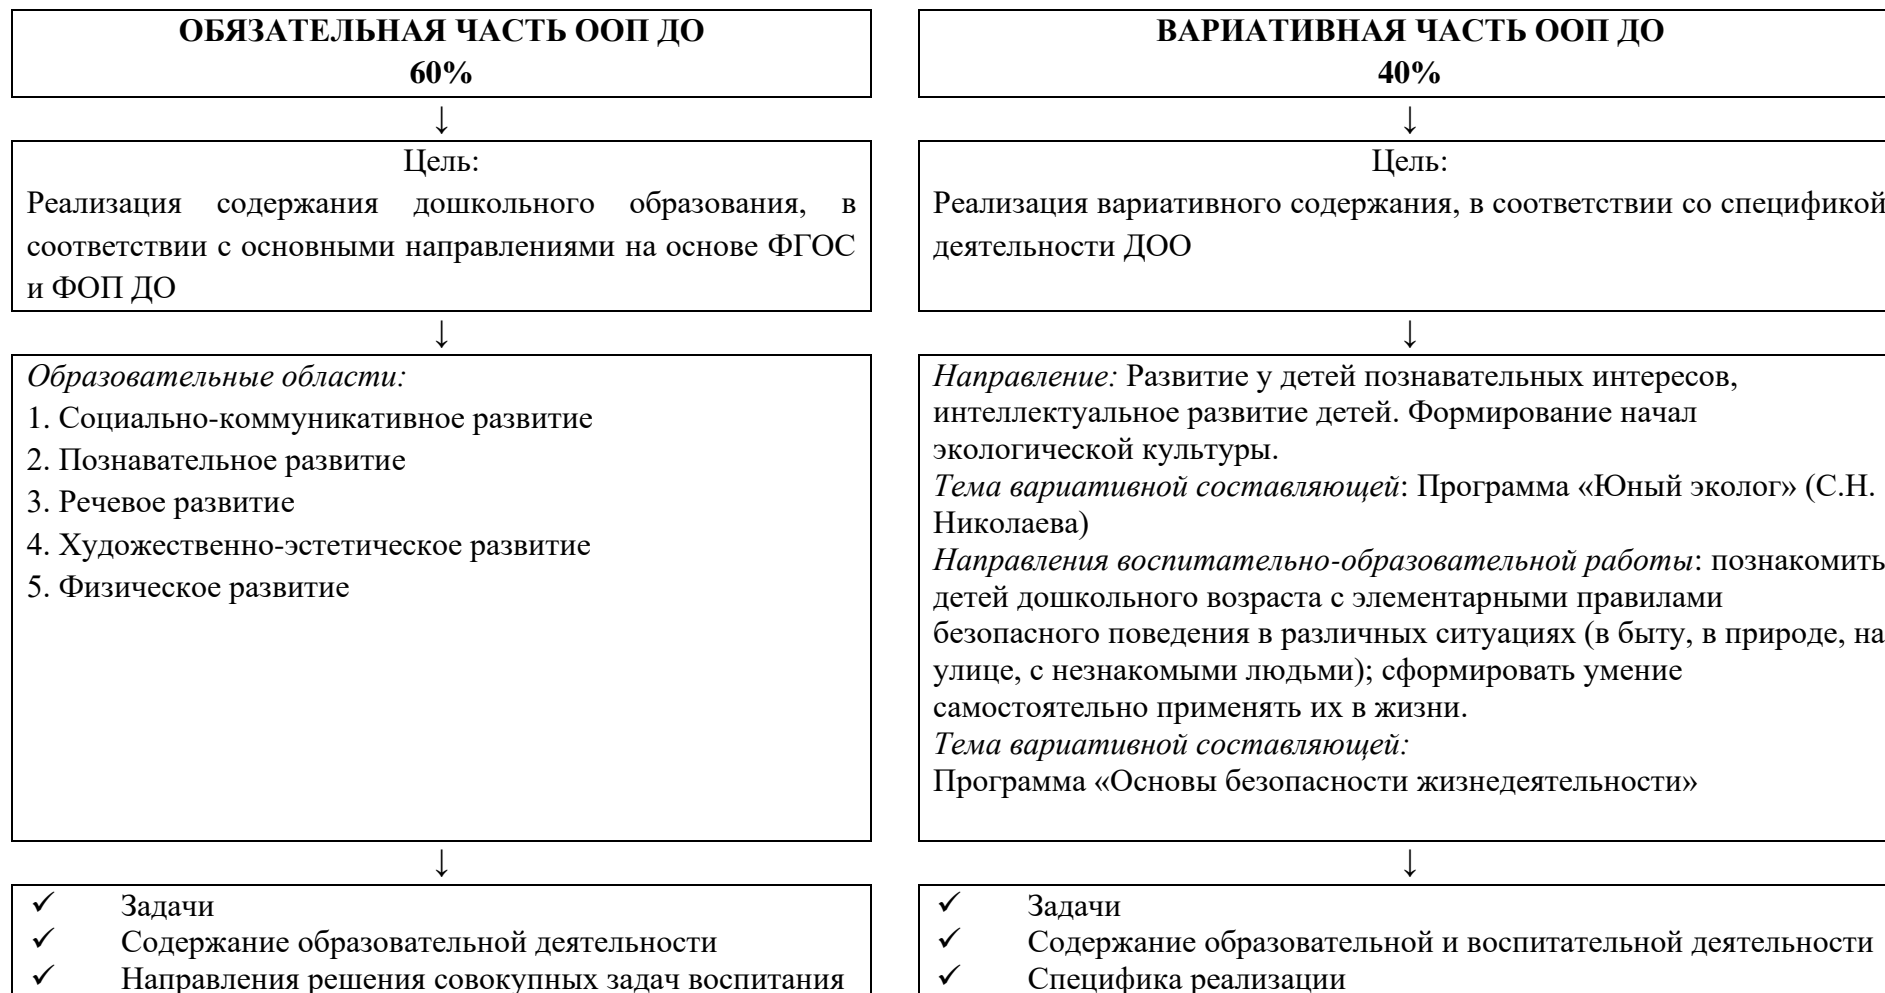 ОБЯЗАТЕЛЬНАЯ ЧАСТЬ ООП ДО
60%
↓
Цель:
Реализация содержания дошкольного образования, в
соответствии с основными направлениями на основе ФГОС
и ФОП ДО
↓
Образовательные области:
1. Социально-коммуникативное развитие
2. Познавательное развитие
3. Речевое развитие
4. Художественно-эстетическое развитие
5. Физическое развитие
↓
✓ Задачи
✓ Содержание образовательной деятельности
✓ Направления решения совокупных задач воспитания
ВАРИАТИВНАЯ ЧАСТЬ ООП ДО
40%
↓
Цель:
Реализация вариативного содержания, в соответствии со спецификой
деятельности ДОО
↓
Направление: Развитие у детей познавательных интересов,
интеллектуальное развитие детей. Формирование начал
экологической культуры.
Тема вариативной составляющей: Программа «Юный эколог» (С.Н.
Николаева)
Направления воспитательно-образовательной работы: познакомить
детей дошкольного возраста с элементарными правилами
безопасного поведения в различных ситуациях (в быту, в природе, на
улице, с незнакомыми людьми); сформировать умение
самостоятельно применять их в жизни.
Тема вариативной составляющей:
Программа «Основы безопасности жизнедеятельности»
↓
✓ Задачи
✓ Содержание образовательной и воспитательной деятельности
✓ Специфика реализации